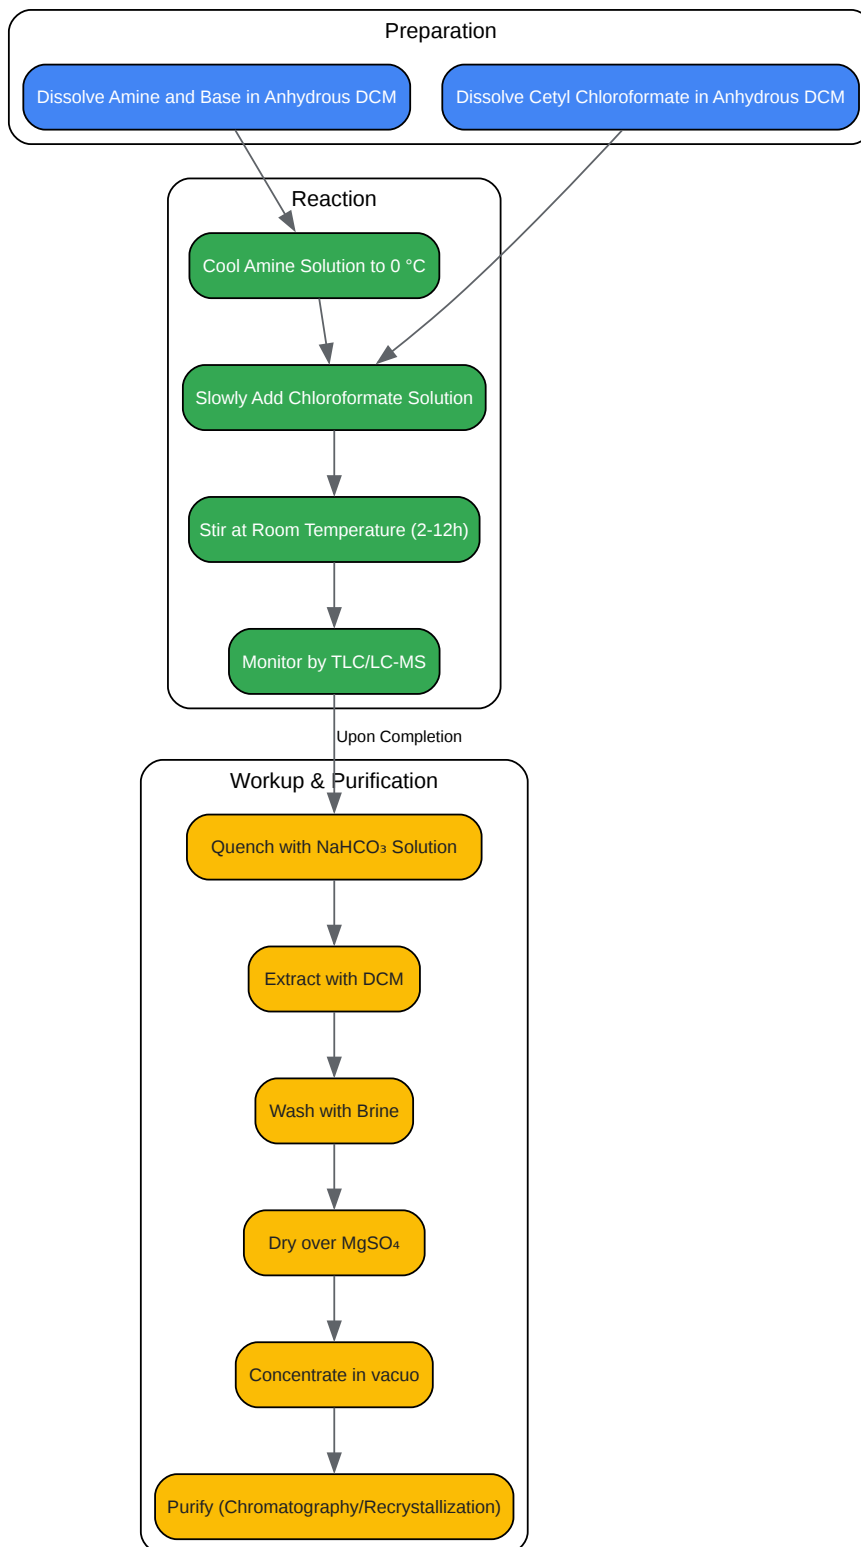 Preparation
Dissolve Amine and Base in Anhydrous DCM
Dissolve Cetyl Chloroformate in Anhydrous DCM
Reaction
Cool Amine Solution to 0 °C
Slowly Add Chloroformate Solution
Stir at Room Temperature (2-12h)
Monitor by TLC/LC-MS
Upon Completion
Workup & Purification
Quench with NaHCO₃ Solution
Extract with DCM
Wash with Brine
Dry over MgSO₄
Concentrate in vacuo
Purify (Chromatography/Recrystallization)